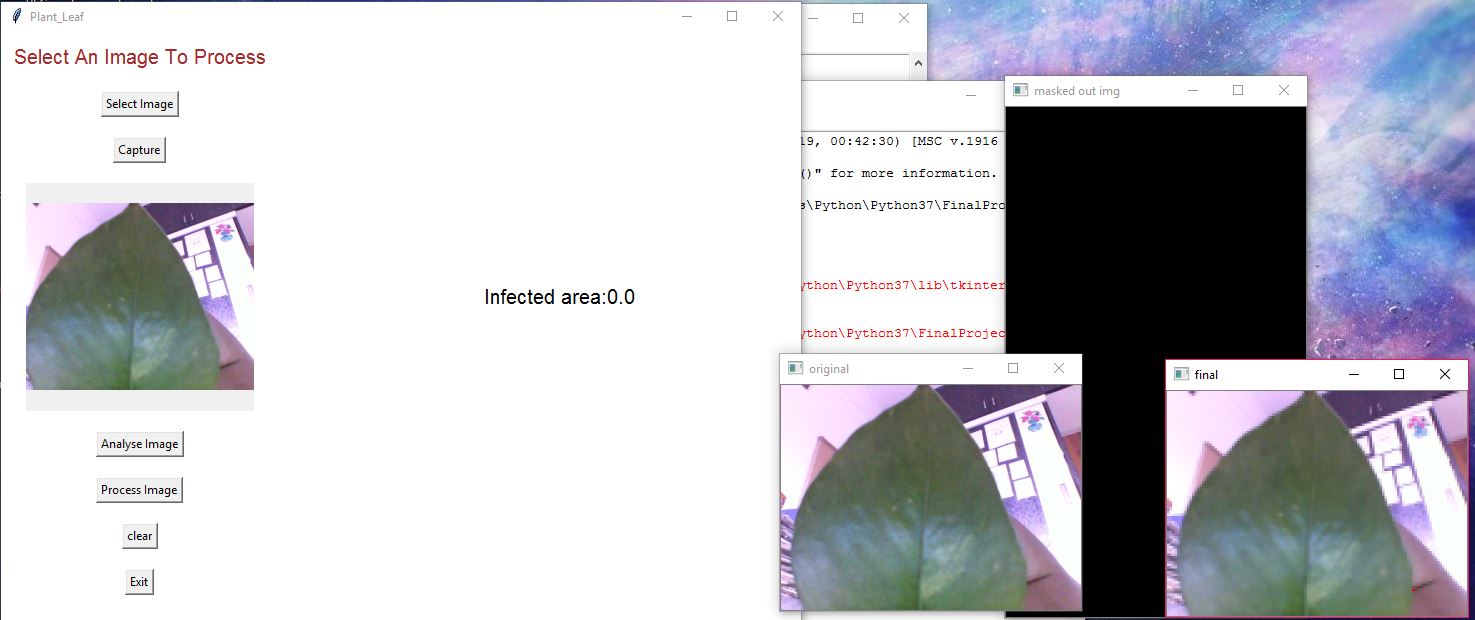 Plant_Leaf
Select An Image To Process
Select Image
Capture
Infected area:0.0
Analyse Image
Process Image
clear
Exit
19, 00:42:30) [MSC v.1916
()" for more information.
s\Python\Python37\FinalPro
ython\Python37\lib\tkinter
ython\Python37\FinalProjec
masked out img
original
final